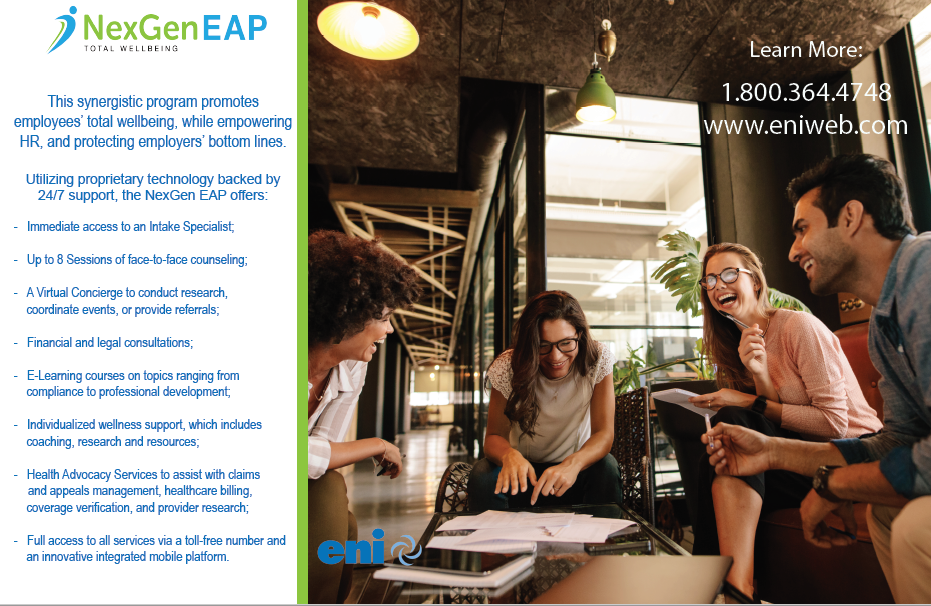 NexGenEAP
TOTAL WELLBEING
This synergistic program promotes
employees' total wellbeing, while empowering
HR, and protecting employers' bottom lines.
Utilizing proprietary technology backed by
24/7 support, the NexGen EAP offers:
- Immediate access to an Intake Specialist;
- Up to 8 Sessions of face-to-face counseling;
- A Virtual Concierge to conduct research,
coordinate events, or provide referrals;
- Financial and legal consultations;
- E-Learning courses on topics ranging from
compliance to professional development;
- Individualized wellness support, which includes
coaching, research and resources;
- Health Advocacy Services to assist with claims
and appeals management, healthcare billing,
coverage verification, and provider research;
- Full access to all services via a toll-free number and
an innovative integrated mobile platform.
Learn More:
1.800.364.4748
www.eniweb.com
eni